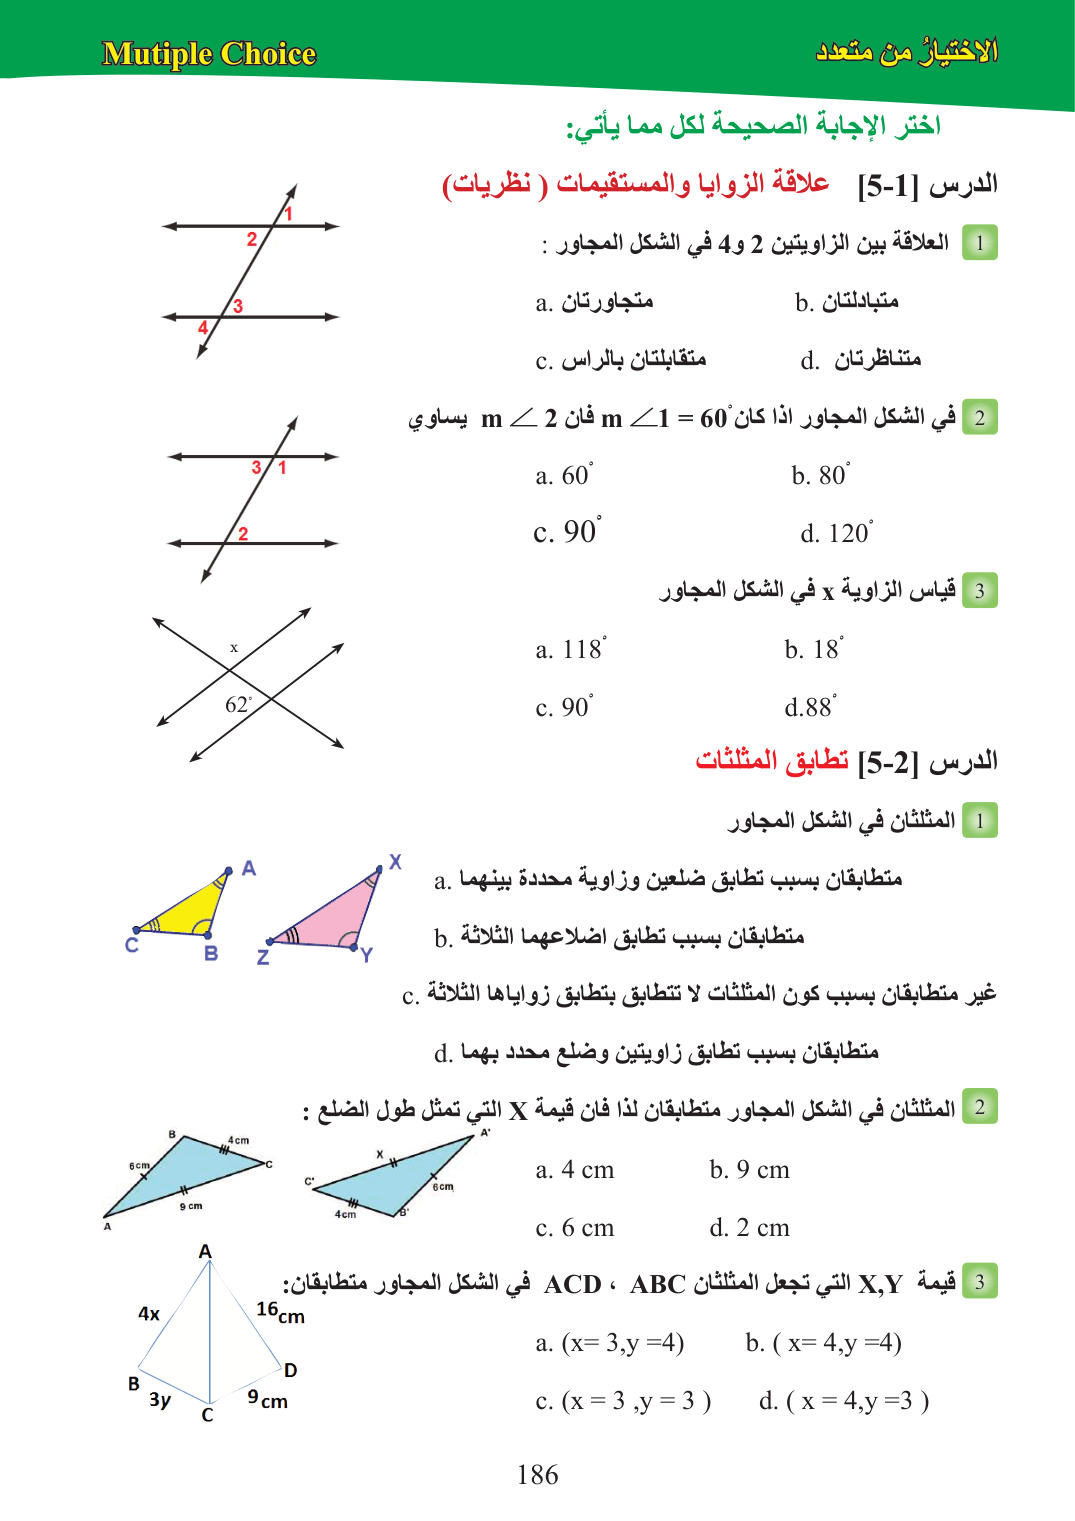 الاختيارُ من متعدد
Mutiple Choice
اختر الإجابة الصحيحة لكل مما يأتي:
الدرس [5-1] علاقة الزوايا والمستقيمات ( نظريات)
1 العلاقة بين الزاويتين 2 و4 في الشكل المجاور :
a. متجاورتان b. متبادلتان
c. متقابلتان بالراس d. متناظرتان
1
2
3
4
2 في الشكل المجاور اذا كان m ∠1 = 60° فان m ∠ 2 يساوي
a. 60° b. 80°
c. 90° d. 120°
3 1
2
3 قياس الزاوية x في الشكل المجاور
a. 118° b. 18°
c. 90° d.88°
x
62°
الدرس [5-2] تطابق المثلثات
1 المثلثان في الشكل المجاور
a. متطابقان بسبب تطابق ضلعين وزاوية محددة بينهما
b. متطابقان بسبب تطابق اضلاعهما الثلاثة
c. غير متطابقان بسبب كون المثلثات لا تتطابق بتطابق زواياها الثلاثة
d. متطابقان بسبب تطابق زاويتين وضلع محدد بهما
A X
C B Z Y
2 المثلثان في الشكل المجاور متطابقان لذا فان قيمة X التي تمثل طول الضلع :
a. 4 cm b. 9 cm
c. 6 cm d. 2 cm
B 4cm A'
6cm C X
C' 6cm
9 cm 4cm B'
A
3 قيمة X,Y التي تجعل المثلثان ABC ، ACD في الشكل المجاور متطابقان:
a. (x= 3,y =4) b. ( x= 4,y =4)
c. (x = 3 ,y = 3 ) d. ( x = 4,y =3 )
A
4x 16cm
B D
3y 9cm
C
186